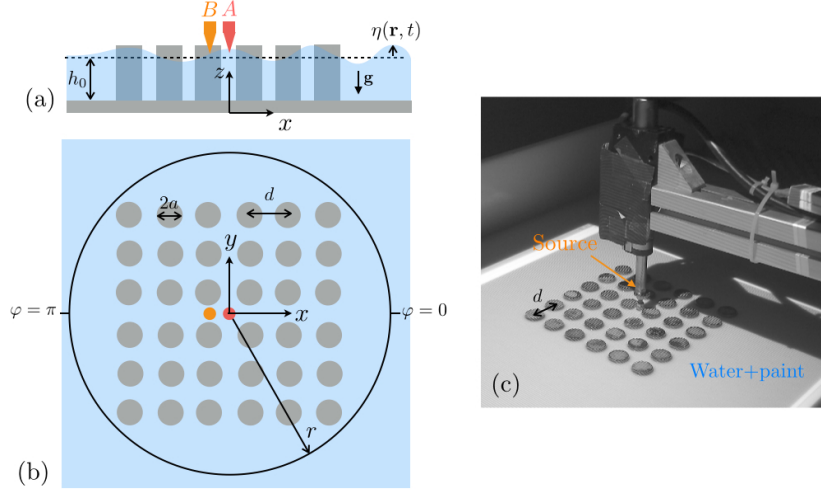 B A
η(r, t)
h₀
z
g
(a)
x
2a
d
y
φ = π
x
φ = 0
r
(b)
Source
d
Water+paint
(c)